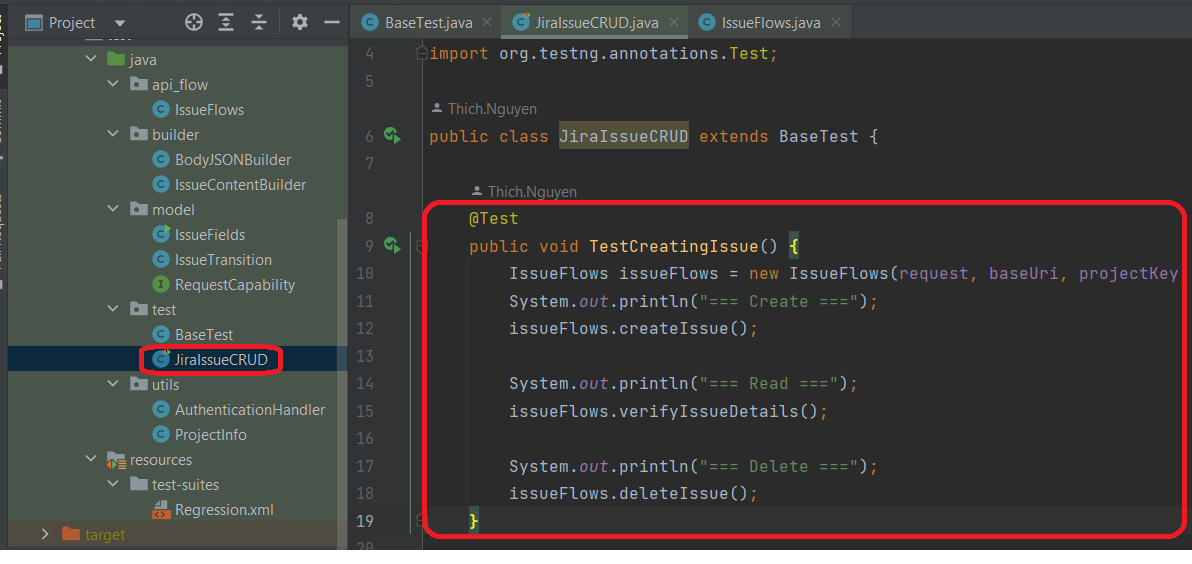 Project
BaseTest.java
JiraIssueCRUD.java
IssueFlows.java
java
api_flow
IssueFlows
builder
BodyJSONBuilder
IssueContentBuilder
model
IssueFields
IssueTransition
RequestCapability
test
BaseTest
JiraIssueCRUD
utils
AuthenticationHandler
ProjectInfo
resources
test-suites
Regression.xml
target
4 import org.testng.annotations.Test;
5
Thich.Nguyen
6 public class JiraIssueCRUD extends BaseTest {
7
Thich.Nguyen
8 @Test
9 public void TestCreatingIssue() {
10 IssueFlows issueFlows = new IssueFlows(request, baseUri, projectKey
11 System.out.println("=== Create ===");
12 issueFlows.createIssue();
13
14 System.out.println("=== Read ===");
15 issueFlows.verifyIssueDetails();
16
17 System.out.println("=== Delete ===");
18 issueFlows.deleteIssue();
19 }
20